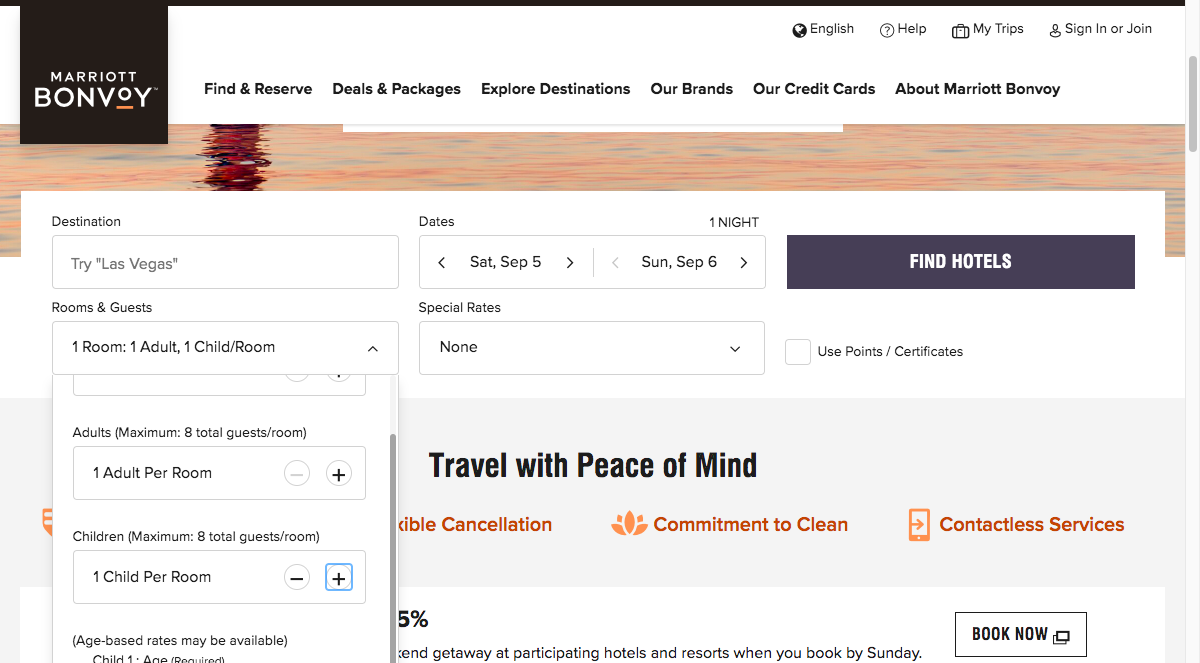 English
Help
My Trips
Sign In or Join
MARRIOTT
BONVOY™
Find & Reserve
Deals & Packages
Explore Destinations
Our Brands
Our Credit Cards
About Marriott Bonvoy
Destination
Try "Las Vegas"
Dates
1 NIGHT
Sat, Sep 5
Sun, Sep 6
FIND HOTELS
Rooms & Guests
1 Room: 1 Adult, 1 Child/Room
Special Rates
None
Use Points / Certificates
Adults (Maximum: 8 total guests/room)
1 Adult Per Room
Children (Maximum: 8 total guests/room)
1 Child Per Room
(Age-based rates may be available)
Child 1 : Age (Required)
Travel with Peace of Mind
xible Cancellation
Commitment to Clean
Contactless Services
5%
kend getaway at participating hotels and resorts when you book by Sunday.
BOOK NOW